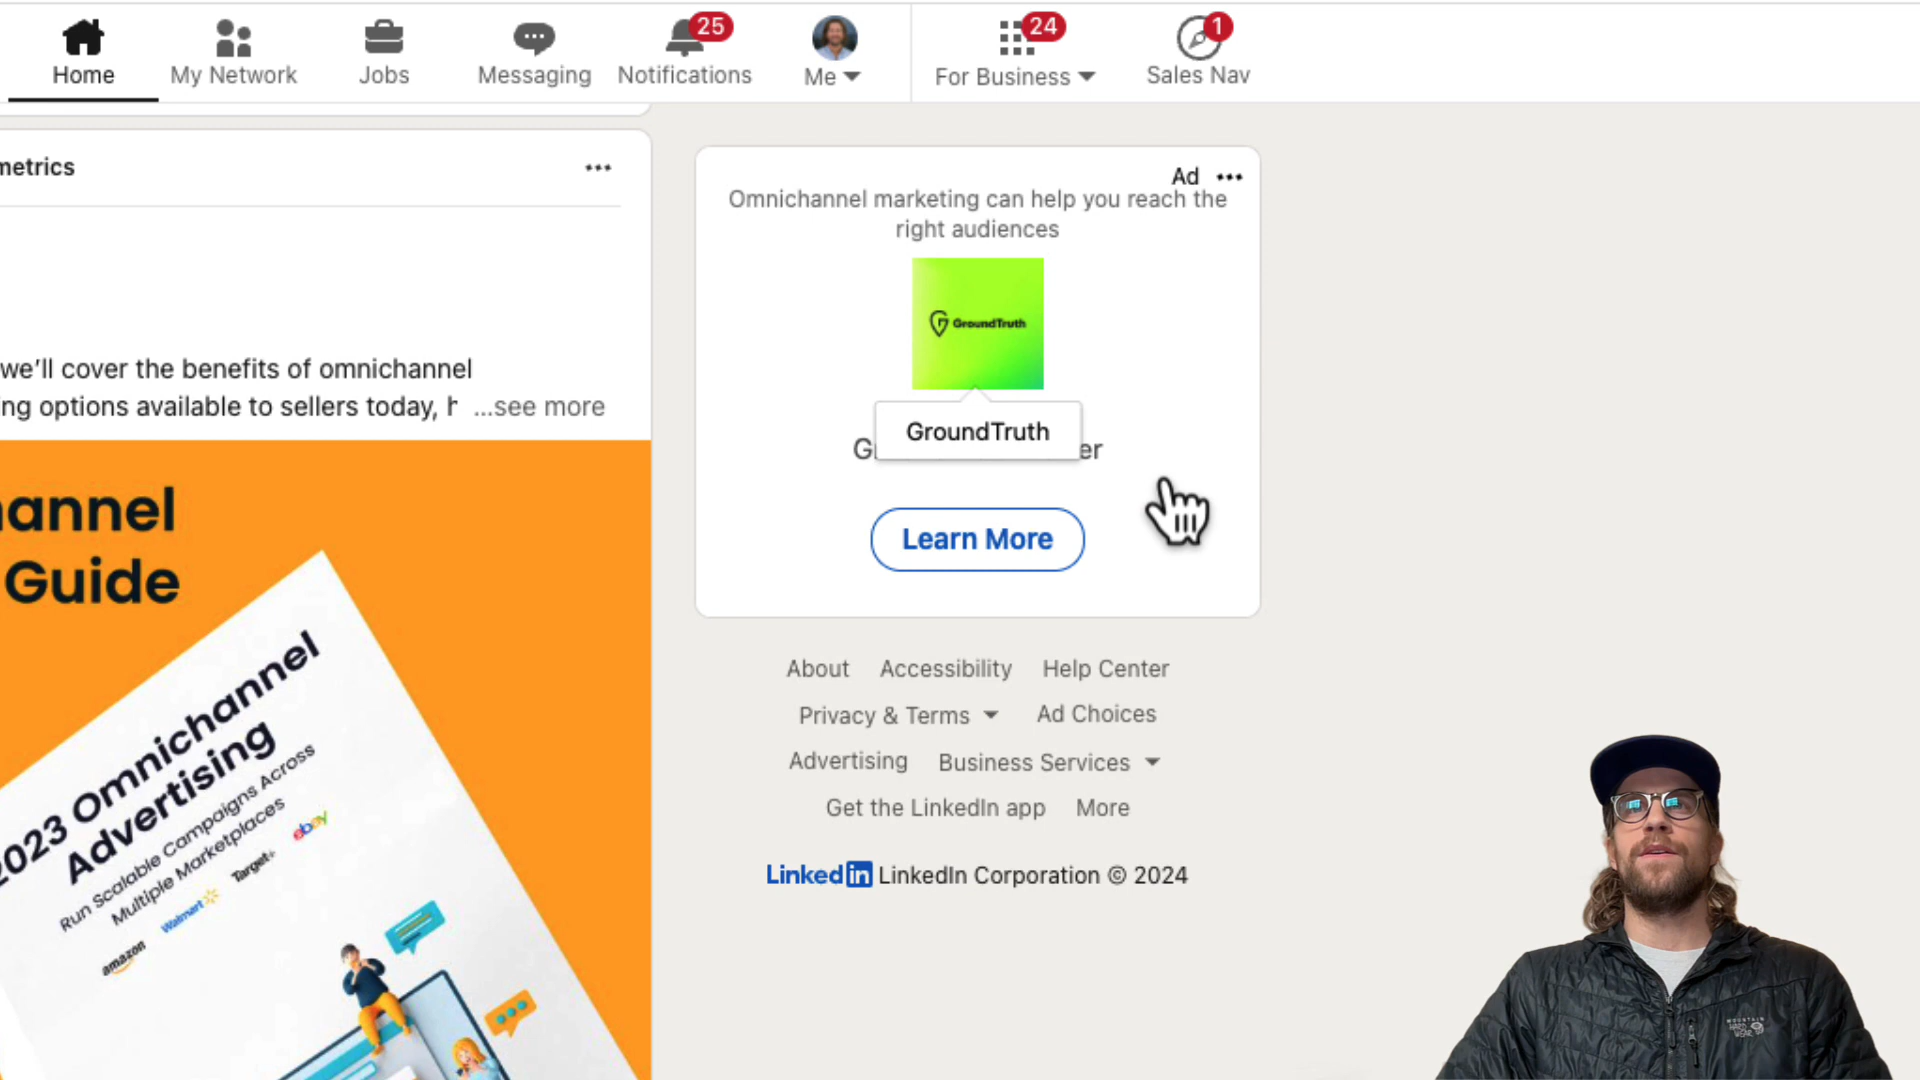 Home
My Network
Jobs
Messaging
25
Notifications
Me
24
For Business
1
Sales Nav
metrics
we'll cover the benefits of omnichannel
ng options available to sellers today, h ...see more
annel
Guide
2023 Omnichannel
Advertising
Run Scalable Campaigns Across
Multiple Marketplaces
amazon
Walmart
Target+
ebay
Ad
Omnichannel marketing can help you reach the
right audiences
GroundTruth
GroundTruth
G er
Learn More
About Accessibility Help Center
Privacy & Terms Ad Choices
Advertising Business Services
Get the LinkedIn app More
LinkedIn LinkedIn Corporation © 2024
MOUNTAIN
HARD
WEAR